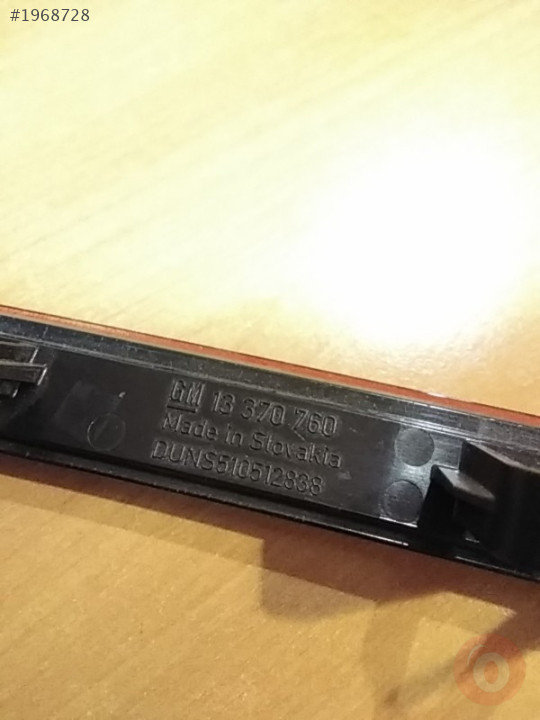 #1968728
GM 13 370 760
Made in Slovakia
DUNS510512838